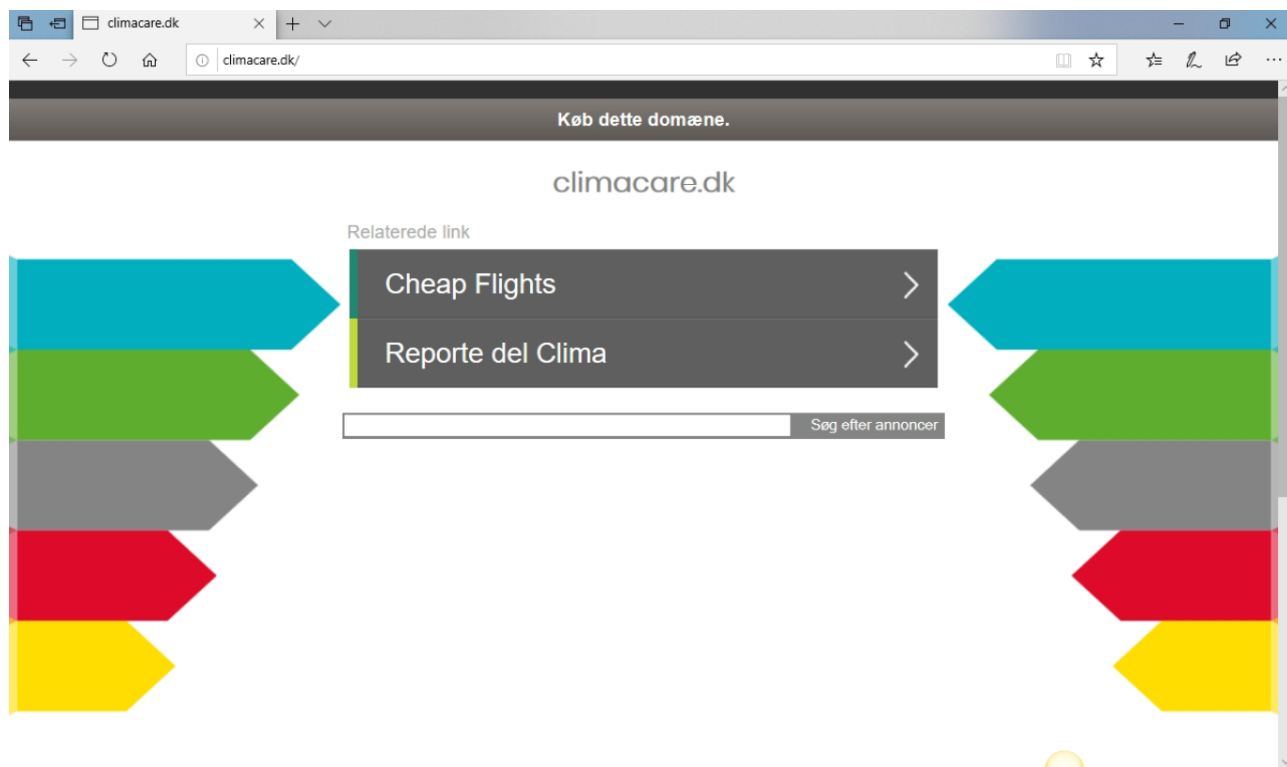 climacare.dk
climacare.dk/
Køb dette domæne.
climacare.dk
Relaterede link
Cheap Flights
Reporte del Clima
Søg efter annoncer